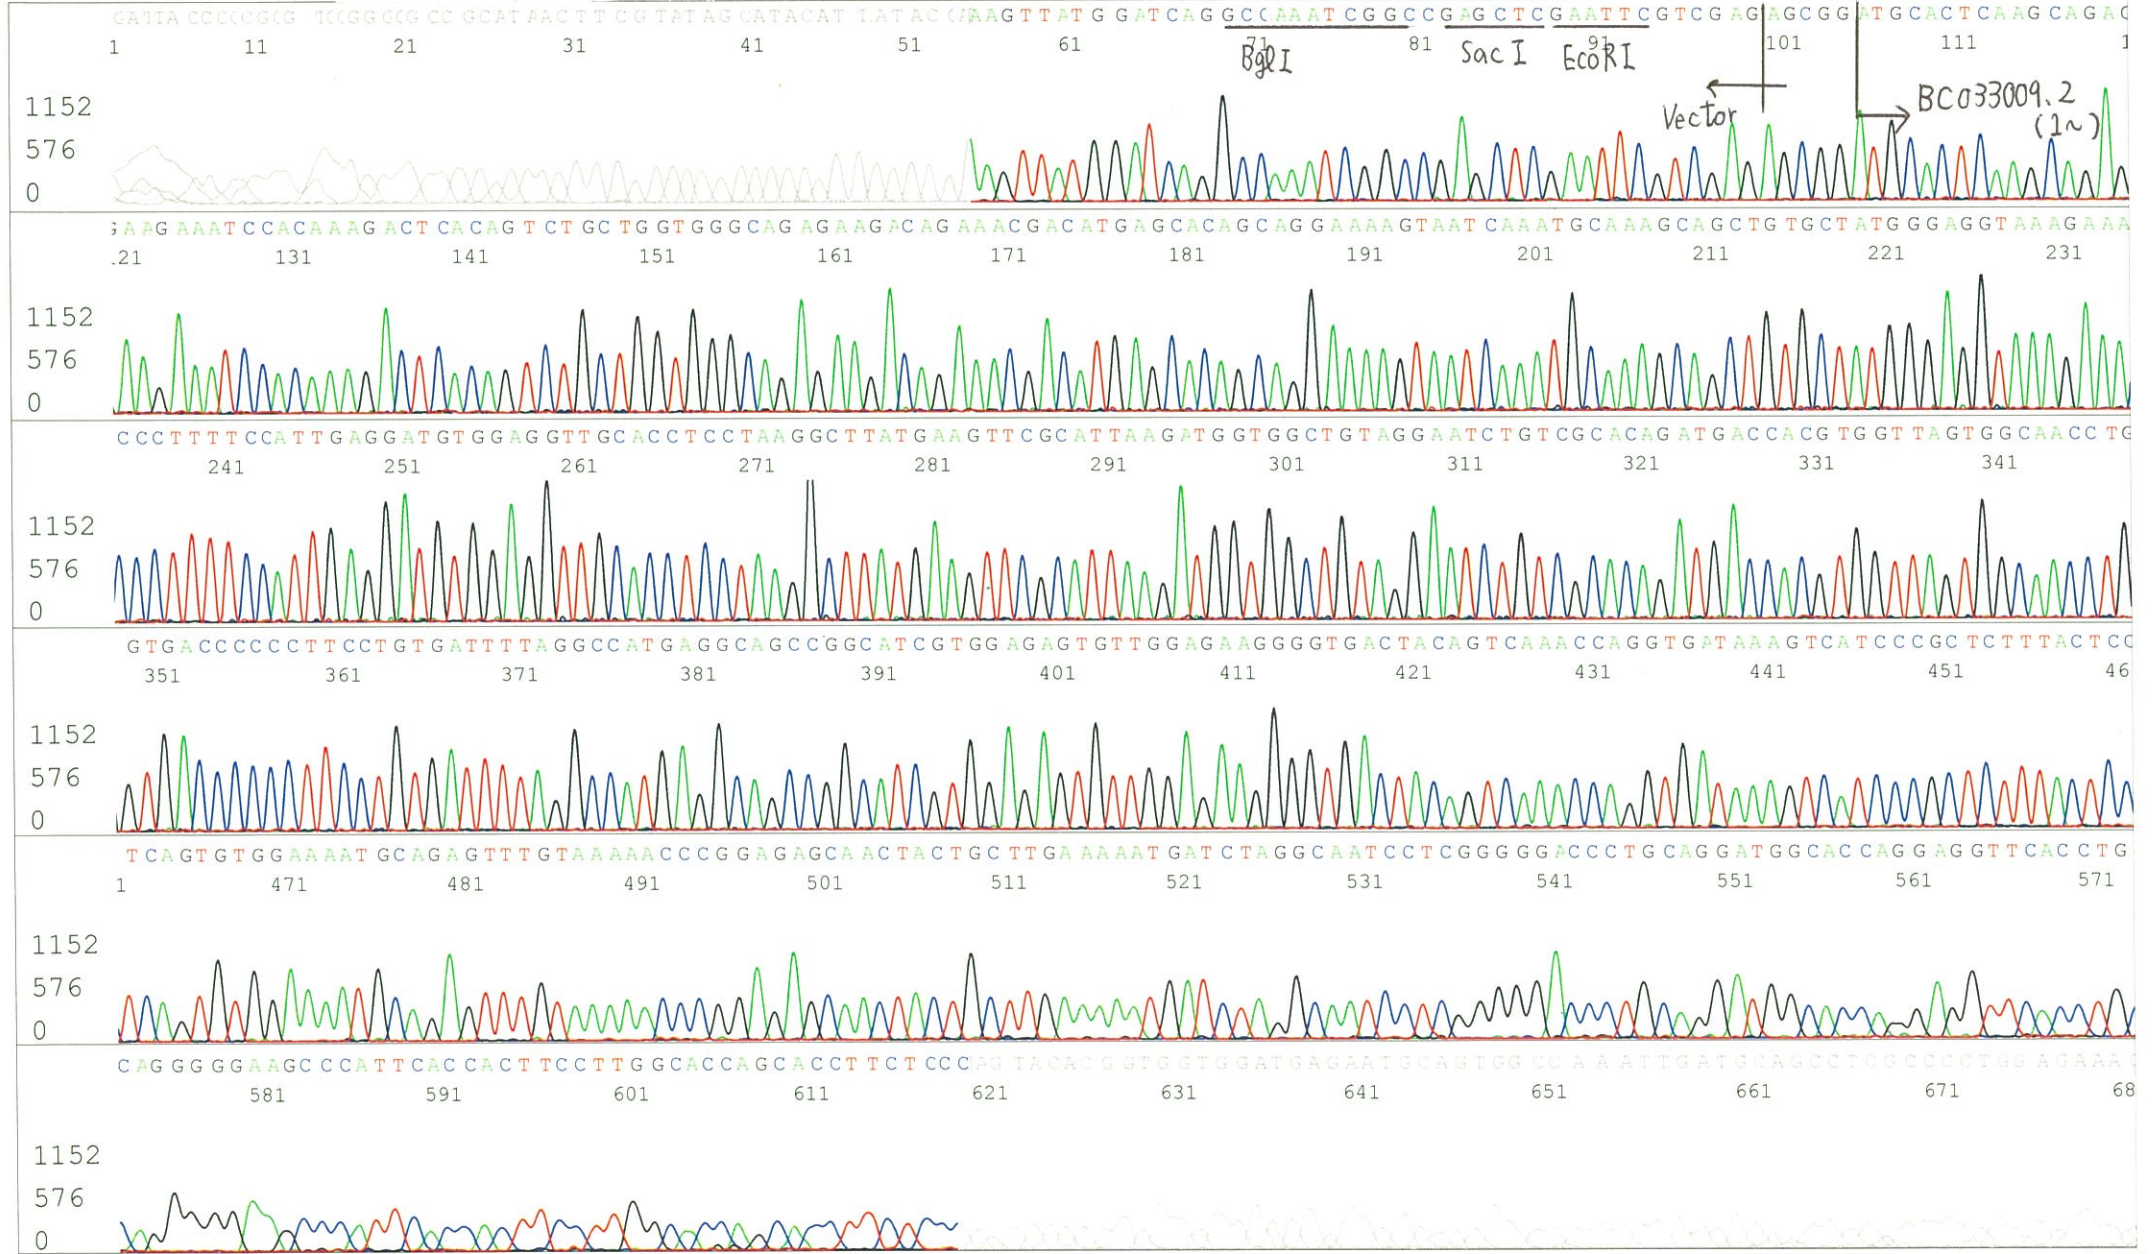 GATTA CCCCCGCG TCCGGCCG CC GCATAACTTCGTATAGCATACAT TATACCAAAGTTATGGATCAGGCCAAATCGGCCGAGCTCGAATTCGTCGAGAGCGGATGCACTCAAGCAGAC
1 11 21 31 41 51 61 71 81 91 101 111 1
BglI SacI EcoRI
Vector BC033009.2
(1~)
1152
576
0
GAAGAAATCCACAAAGACTCACAGTCTGCTGGTGGGCAGAGAAGACAGAAACGACATGAGCACAGCAGGAAAAGTAATCAAATGCAAAGCAGCTGTGCTATGGGAGGTAAAGAAA
.21 131 141 151 161 171 181 191 201 211 221 231
1152
576
0
CCCTTTTCCATTGAGGATGTGGAGGTTGCACCTCCTAAGGCTTATGAAGTTCGCATTAAGATGGTGGCTGTAGGAATCTGTCGCACAGATGACCACGTGGTTAGTGGCAACCTG
241 251 261 271 281 291 301 311 321 331 341
1152
576
0
GTGACCCCCCTTCCTGTGATTTTAGGCCATGAGGCAGCCGGCATCGTGGAGAGTGTTGGAGAAGGGGTGACTACAGTCAAACCAGGTGATAAAGTCATCCCGCTCTTTACTCC
351 361 371 381 391 401 411 421 431 441 451 46
1152
576
0
TCAGTGTGGAAAATGCAGAGTTTGTAAAAACCCGGAGAGCAACTACTGCTTGAAAAATGATCTAGGCAATCCTCGGGGGACCCTGCAGGATGGCACCAGGAGGTTCACCTG
1 471 481 491 501 511 521 531 541 551 561 571
1152
576
0
CAGGGGGAAGCCCATTCACCACTTCCTTGGCACCAGCACCTTCTCCCAGTACACGGTGGTGGATGAGAATGCAGTGGCCAAAATTGATGCAGCCTCGCCCCTGGAGAAAC
581 591 601 611 621 631 641 651 661 671 68
1152
576
0